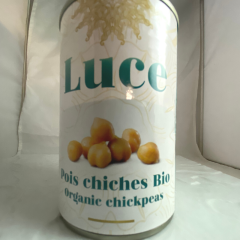 Luce
Pois chiches Bio
Organic chickpeas